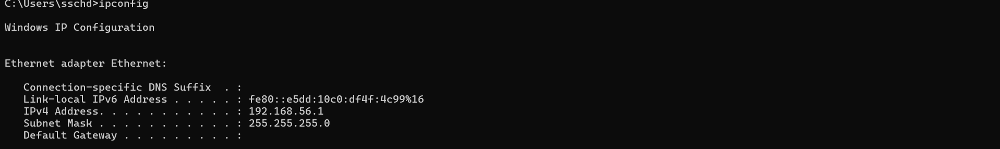 C:\Users\sschd>ipconfig
Windows IP Configuration
Ethernet adapter Ethernet:
Connection-specific DNS Suffix  . :
Link-local IPv6 Address . . . . . : fe80::e5dd:10c0:df4f:4c99%16
IPv4 Address. . . . . . . . . . . : 192.168.56.1
Subnet Mask . . . . . . . . . . . : 255.255.255.0
Default Gateway . . . . . . . . . :